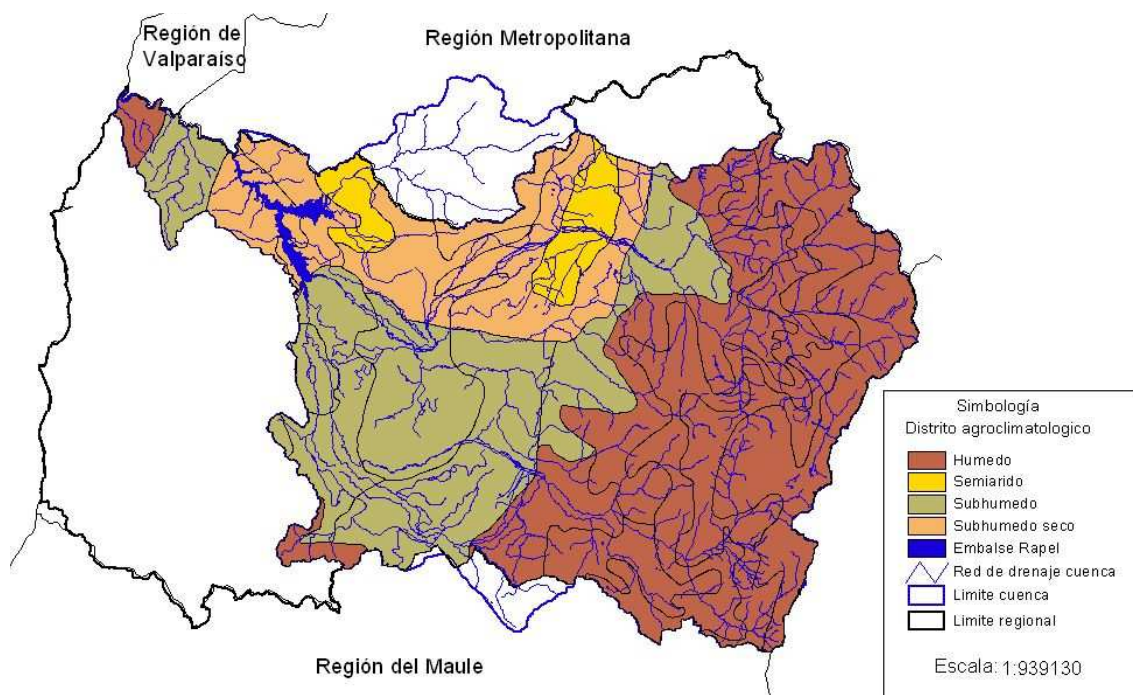 Región de
Valparaíso
Región Metropolitana
Simbología
Distrito agroclimatologico
Humedo
Semiarido
Subhumedo
Subhumedo seco
Embalse Rapel
Red de drenaje cuenca
Limite cuenca
Limite regional
Escala: 1:939130
Región del Maule